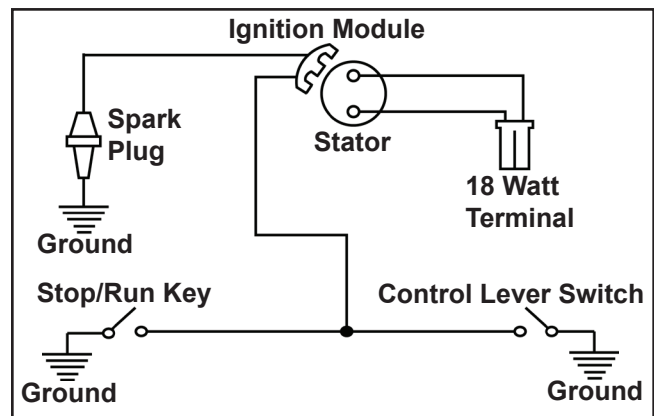 Ignition Module
Spark
Plug
Stator
18 Watt
Terminal
Ground
Stop/Run Key
Control Lever Switch
Ground
Ground